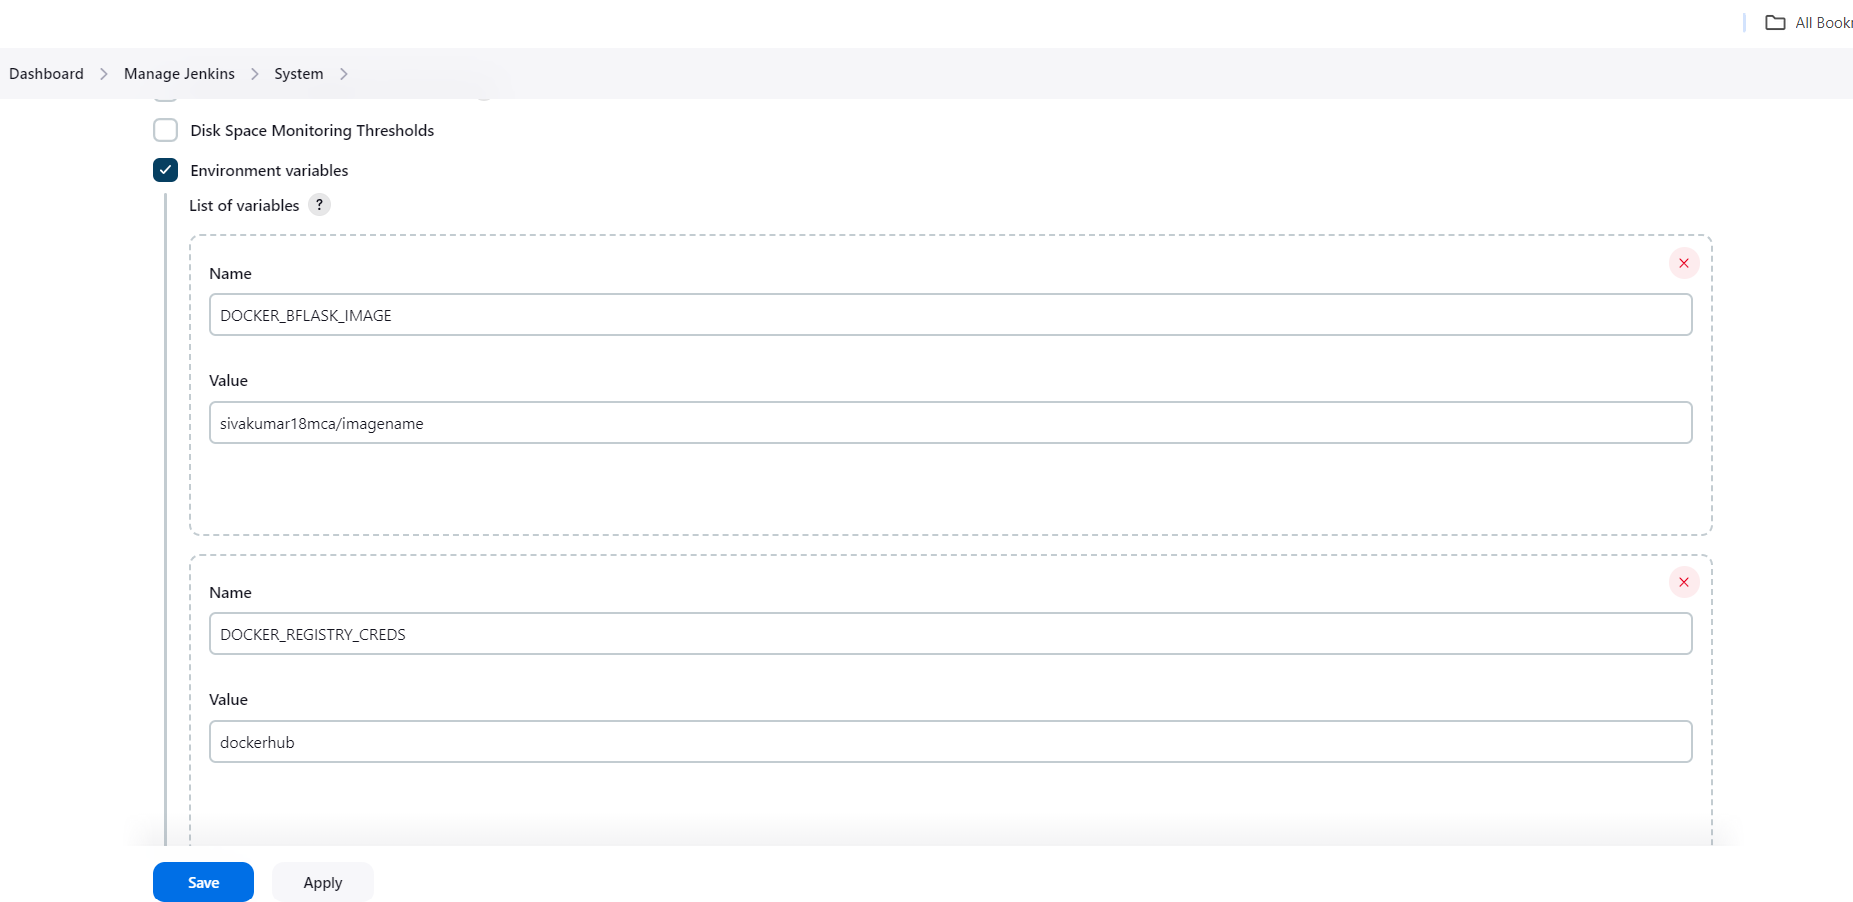 All Book
Dashboard > Manage Jenkins > System >
Disk Space Monitoring Thresholds
Environment variables
List of variables ?
Name
DOCKER_BFLASK_IMAGE
Value
sivakumar18mca/imagename
Name
DOCKER_REGISTRY_CREDS
Value
dockerhub
Save Apply